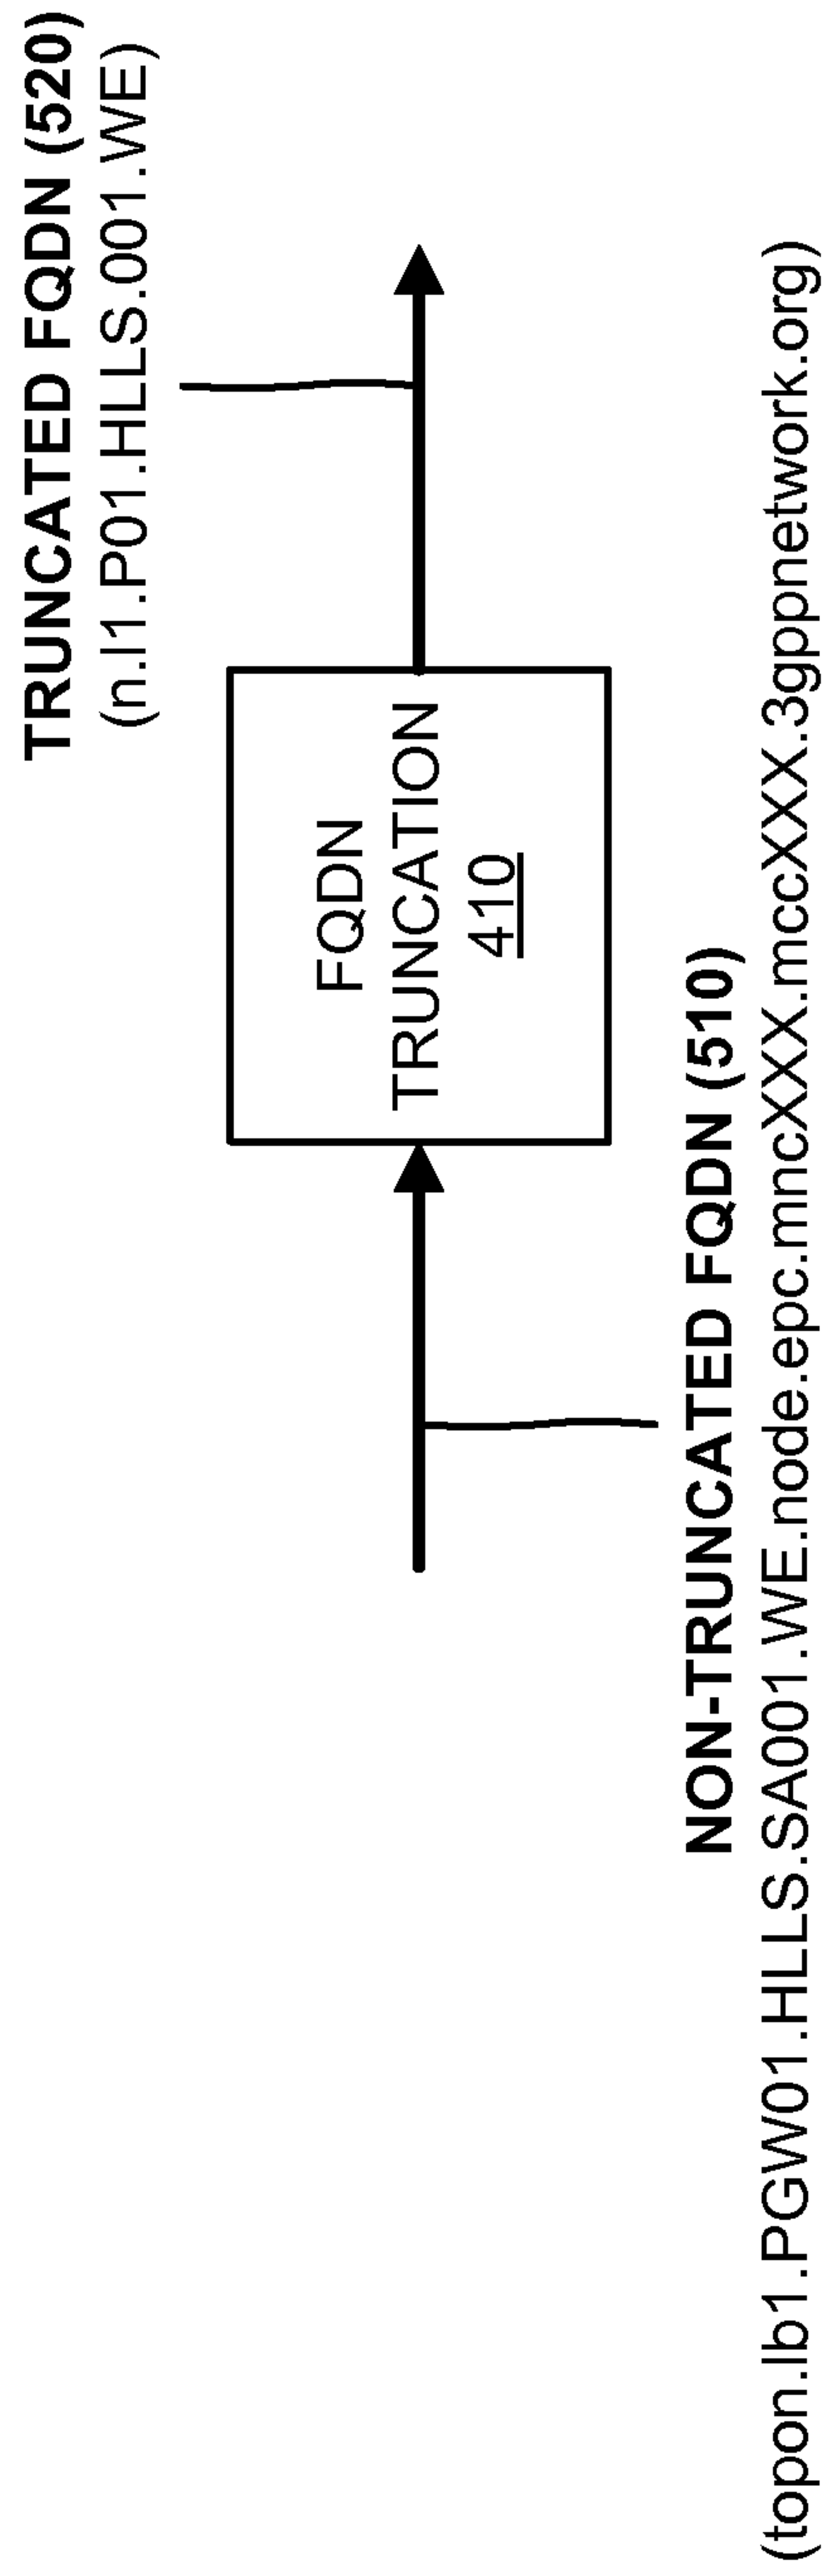 TRUNCATED FQDN (520)
(n.l1.P01.HLLS.001.WE)
FQDN
TRUNCATION
410
NON-TRUNCATED FQDN (510)
(topon.lb1.PGW01.HLLS.SA001.WE.node.epc.mncXXX.mccXXX.3gppnetwork.org)